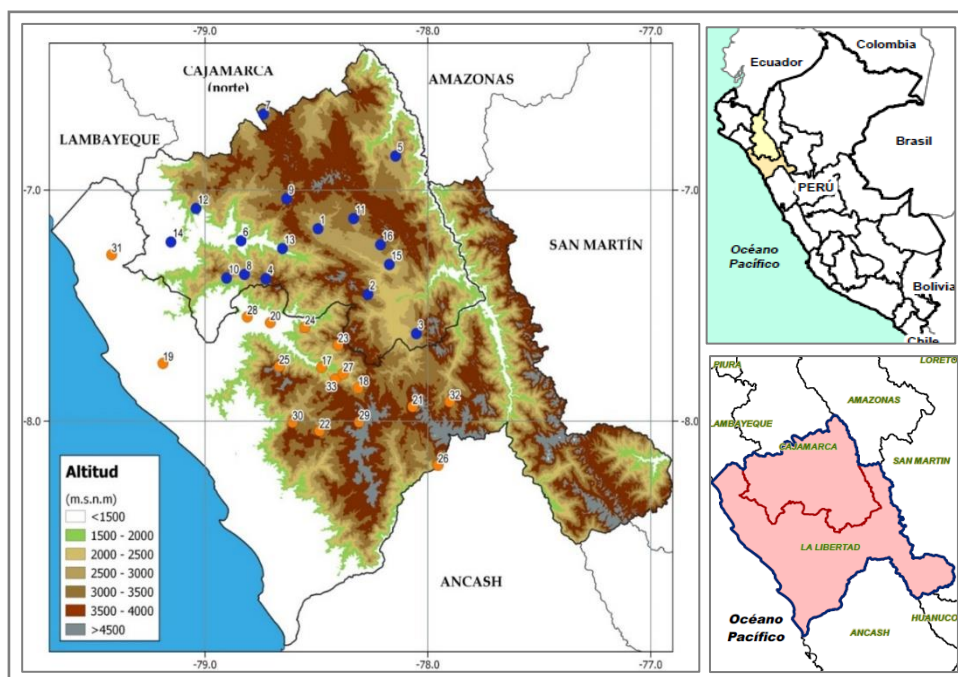 -79.0
-78.0
-77.0
CAJAMARCA
(norte)
AMAZONAS
LAMBAYEQUE
SAN MARTÍN
ANCASH
-7.0
-7.0
-8.0
-8.0
7
5
9
12
11
1
14
6
13
16
15
31
10
8
4
2
3
28
20
24
23
19
25
17
27
33
18
21
32
30
22
29
26
Altitud
(m.s.n.m)
<1500
1500 - 2000
2000 - 2500
2500 - 3000
3000 - 3500
3500 - 4000
>4500
-79.0
-78.0
-77.0
Colombia
Ecuador
Brasil
PERÚ
Océano
Pacífico
Bolivia
Chile
PIURA
LORETO
AMAZONAS
LAMBAYEQUE
CAJAMARCA
SAN MARTIN
LA LIBERTAD
HUANUCO
Océano
Pacífico
ANCASH